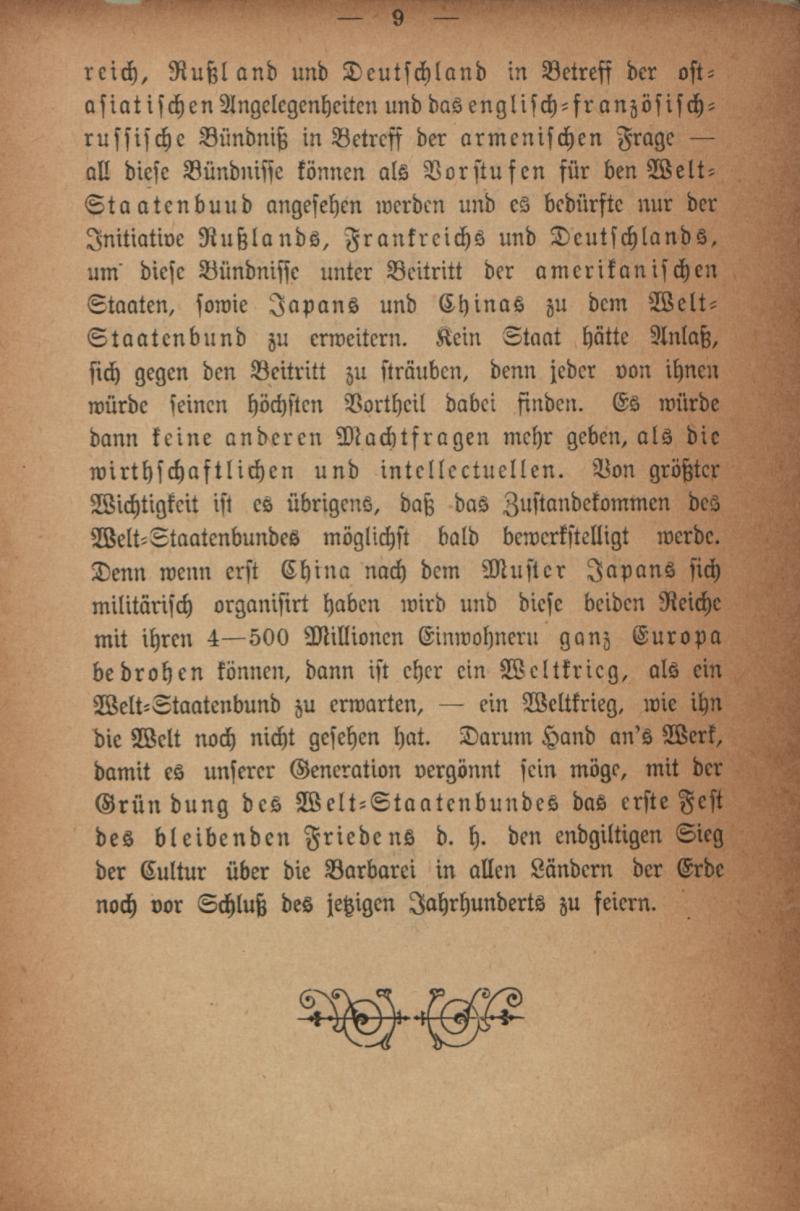 — 9 —
reich, Rußland und Deutschland in Betreff der ost-
asiatischen Angelegenheiten und das englisch-französisch-
russische Bündniß in Betreff der armenischen Frage —
all diese Bündnisse können als Vorstufen für ben Welt-
Staatenbuud angesehen werden und es bedürfte nur der
Initiative Rußlands, Frankreichs und Deutschlands,
um diese Bündnisse unter Beitritt der amerikanischen
Staaten, sowie Japans und Chinas zu dem Welt-
Staatenbund zu erweitern. Kein Staat hätte Anlaß,
sich gegen den Beitritt zu sträuben, denn jeder von ihnen
würde seinen höchsten Vortheil dabei finden. Es würde
dann keine anderen Machtfragen mehr geben, als die
wirthschaftlichen und intellectuellen. Von größter
Wichtigkeit ist es übrigens, daß das Zustandekommen des
Welt-Staatenbundes möglichst bald bewerkstelligt werde.
Denn wenn erst China nach dem Muster Japans sich
militärisch organisirt haben wird und diese beiden Reiche
mit ihren 4—500 Millionen Einwohneru ganz Europa
bedrohen können, dann ist eher ein Weltkrieg, als ein
Welt-Staatenbund zu erwarten, — ein Weltkrieg, wie ihn
die Welt noch nicht gesehen hat. Darum Hand an's Werk,
damit es unserer Generation vergönnt sein möge, mit der
Gründung des Welt-Staatenbundes das erste Fest
des bleibenden Friedens d. h. den endgiltigen Sieg
der Cultur über die Barbarei in allen Ländern der Erde
noch vor Schluß des jetzigen Jahrhunderts zu feiern.